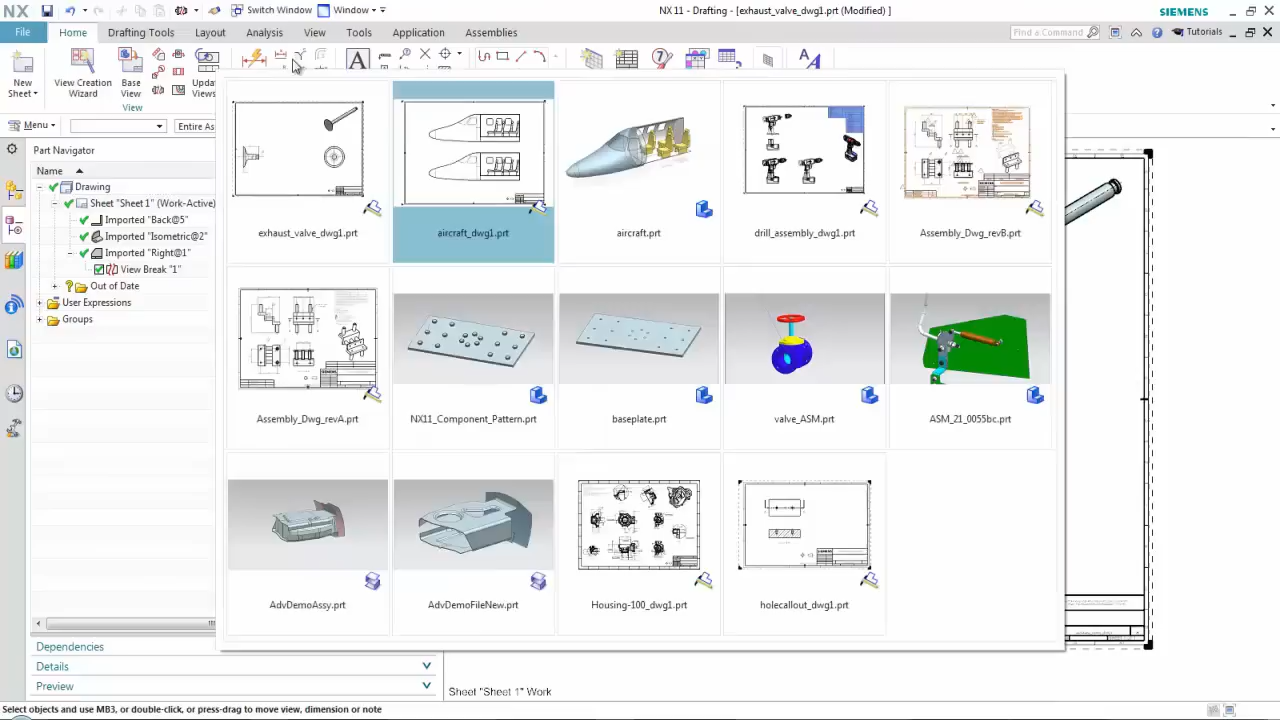 NX
Switch Window
Window
NX 11 - Drafting - [exhaust_valve_dwg1.prt (Modified) ]
SIEMENS
File
Home
Drafting Tools
Layout
Analysis
View
Tools
Application
Assemblies
Find a Command
Tutorials
New
Sheet
View Creation
Wizard
Base
View
Update
Views
View
Menu
Entire As
Part Navigator
Name
Drawing
Sheet "Sheet 1" (Work-Active)
Imported "Back@5"
Imported "Isometric@2"
Imported "Right@1"
View Break "1"
Out of Date
User Expressions
Groups
exhaust_valve_dwg1.prt
aircraft_dwg1.prt
aircraft.prt
drill_assembly_dwg1.prt
Assembly_Dwg_revB.prt
Assembly_Dwg_revA.prt
NX11_Component_Pattern.prt
baseplate.prt
valve_ASM.prt
ASM_21_0055bc.prt
AdvDemoAssy.prt
AdvDemoFileNew.prt
Housing-100_dwg1.prt
holecallout_dwg1.prt
Dependencies
Details
Preview
Sheet "Sheet 1" Work
Select objects and use MB3, or double-click, or press-drag to move view, dimension or note